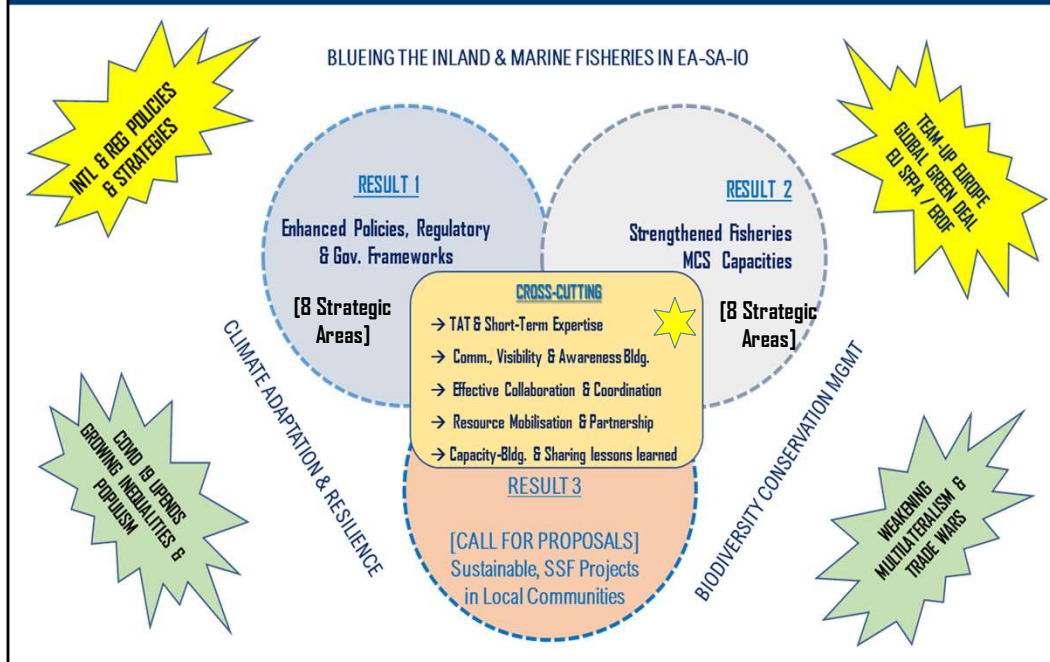 BLUEING THE INLAND & MARINE FISHERIES IN EA-SA-IO
INTL & REG POLICIES
& STRATEGIES
TEAM-UP EUROPE
GLOBAL GREEN DEAL
EU SFPA / ERDF
RESULT 1
Enhanced Policies, Regulatory
& Gov. Frameworks
[8 Strategic
Areas]
RESULT 2
Strengthened Fisheries
MCS Capacities
[8 Strategic
Areas]
CROSS-CUTTING
→ TAT & Short-Term Expertise
→ Comm., Visibility & Awareness Bldg.
→ Effective Collaboration & Coordination
→ Resource Mobilisation & Partnership
→ Capacity-Bldg. & Sharing lessons learned
CLIMATE ADAPTATION & RESILIENCE
BIODIVERSITY CONSERVATION MGMT
RESULT 3
[CALL FOR PROPOSALS]
Sustainable, SSF Projects
in Local Communities
COVID 19 UPENDS
GROWING INEQUALITIES &
POPULISM
WEAKENING
MULTILATERALISM &
TRADE WARS